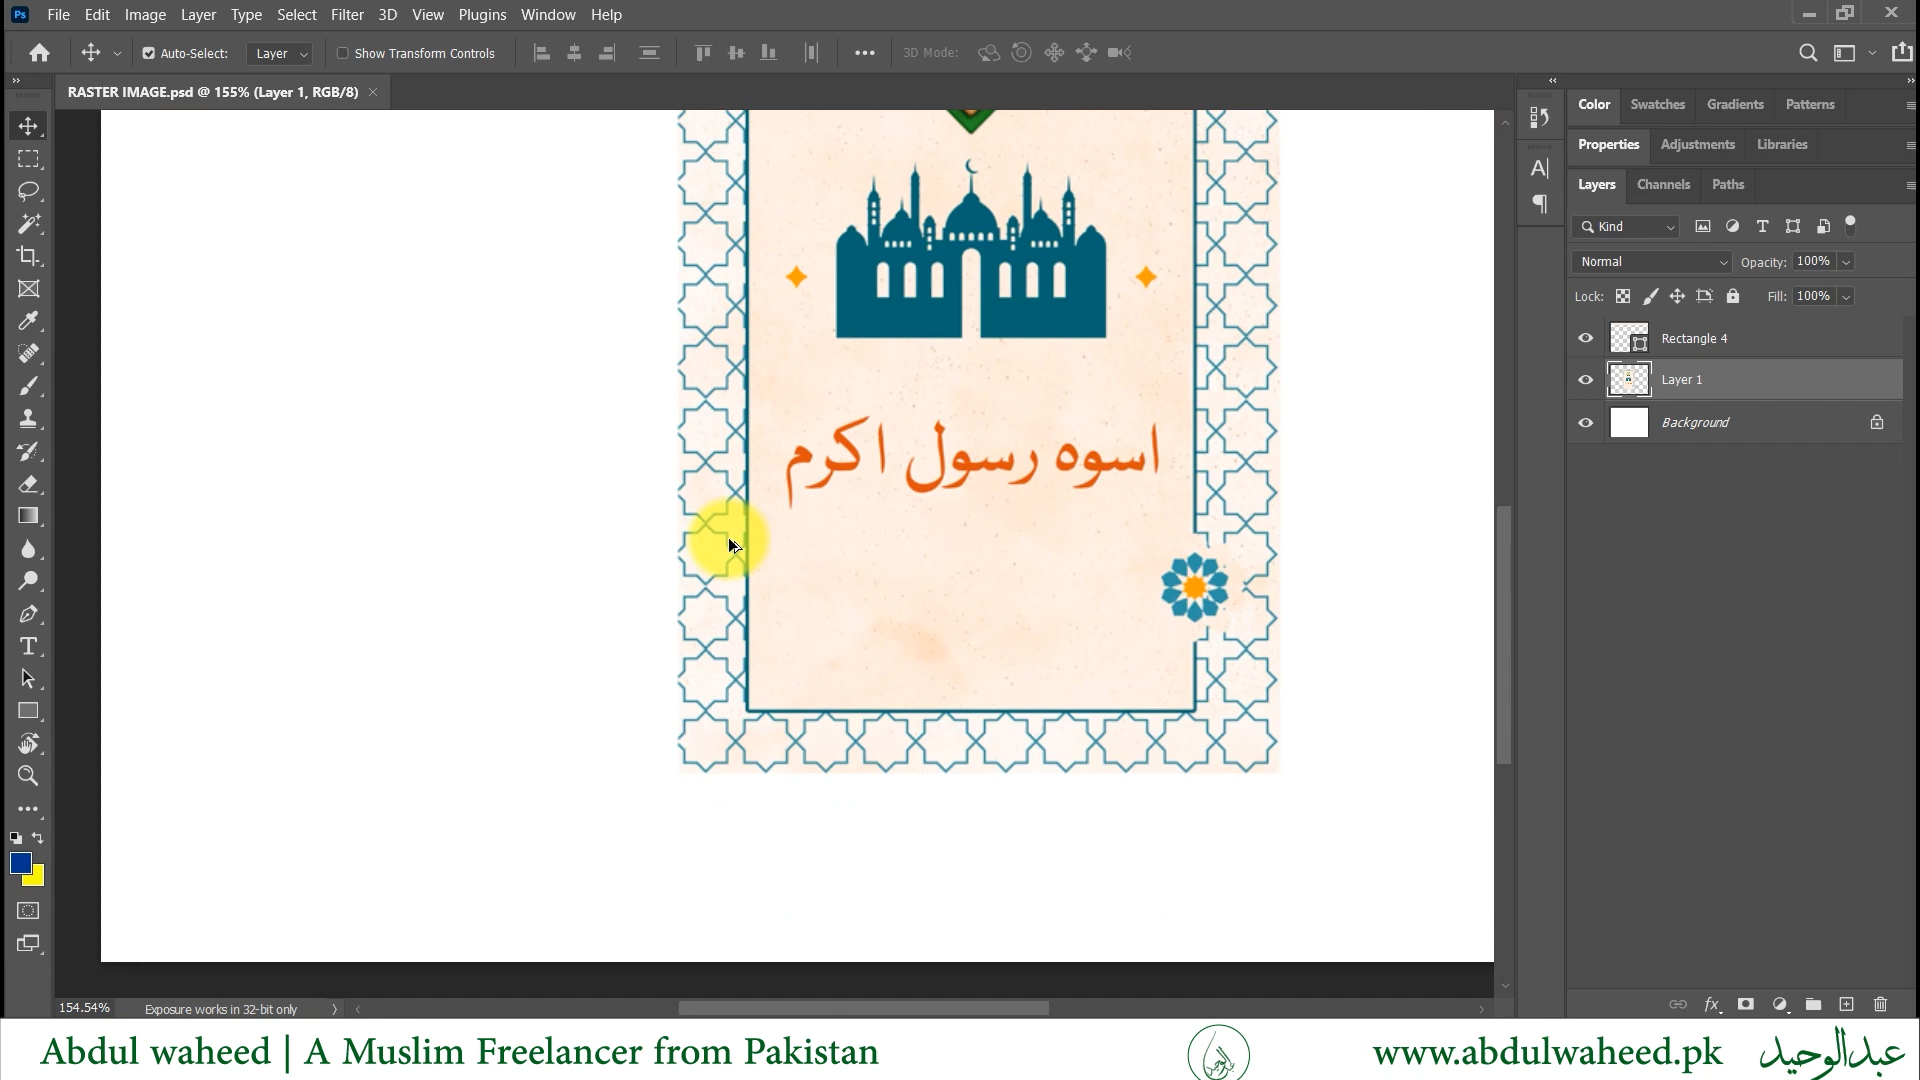 Ps File Edit Image Layer Type Select Filter 3D View Plugins Window Help
Auto-Select: Layer Show Transform Controls 3D Mode:
RASTER IMAGE.psd @ 155% (Layer 1, RGB/8)
Color Swatches Gradients Patterns
Properties Adjustments Libraries
Layers Channels Paths
Kind
Normal Opacity: 100%
Lock: Fill: 100%
Rectangle 4
Layer 1
Background
اسوہ رسول اکرم
154.54% Exposure works in 32-bit only
Abdul waheed | A Muslim Freelancer from Pakistan www.abdulwaheed.pk عبدالوحید